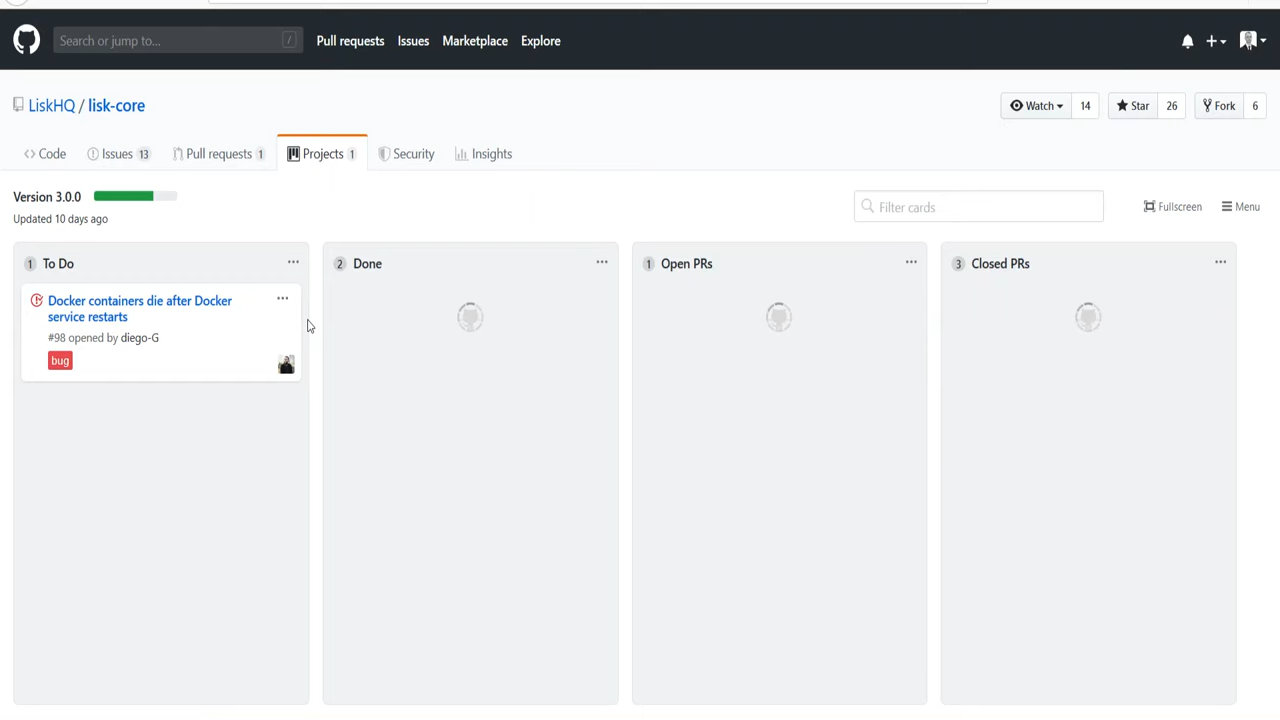 Search or jump to... /
Pull requests Issues Marketplace Explore
LiskHQ / lisk-core
Watch 14 Star 26 Fork 6
Code Issues 13 Pull requests 1 Projects 1 Security Insights
Version 3.0.0
Updated 10 days ago
Filter cards
Fullscreen Menu
1 To Do
2 Done
1 Open PRs
3 Closed PRs
Docker containers die after Docker
service restarts
#98 opened by diego-G
bug